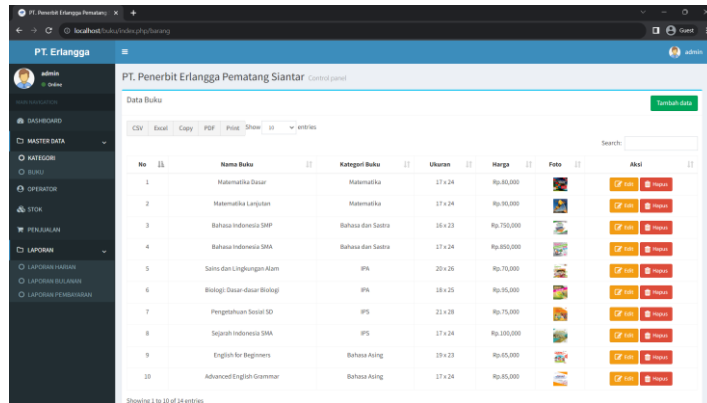 PT. Penerbit Erlangga Pematang
localhost/buku/index.php/barang
Guest
PT. Erlangga
admin
admin
Online
PT. Penerbit Erlangga Pematang Siantar Control panel
MAIN NAVIGATION
DASHBOARD
MASTER DATA
KATEGORI
BUKU
OPERATOR
STOK
PENJUALAN
LAPORAN
LAPORAN HARIAN
LAPORAN BULANAN
LAPORAN PEMBAYARAN
Data Buku
Tambah data
CSV Excel Copy PDF Print Show 10 entries
Search:
No Nama Buku Kategori Buku Ukuran Harga Foto Aksi
1 Matematika Dasar Matematika 17 x 24 Rp.80,000 Edit Hapus
2 Matematika Lanjutan Matematika 17 x 24 Rp.90,000 Edit Hapus
3 Bahasa Indonesia SMP Bahasa dan Sastra 16 x 23 Rp.750,000 Edit Hapus
4 Bahasa Indonesia SMA Bahasa dan Sastra 17 x 24 Rp.850,000 Edit Hapus
5 Sains dan Lingkungan Alam IPA 20 x 26 Rp.70,000 Edit Hapus
6 Biologi: Dasar-dasar Biologi IPA 18 x 25 Rp.95,000 Edit Hapus
7 Pengetahuan Sosial SD IPS 21 x 28 Rp.75,000 Edit Hapus
8 Sejarah Indonesia SMA IPS 17 x 24 Rp.100,000 Edit Hapus
9 English for Beginners Bahasa Asing 19 x 23 Rp.65,000 Edit Hapus
10 Advanced English Grammar Bahasa Asing 17 x 24 Rp.85,000 Edit Hapus
Showing 1 to 10 of 14 entries